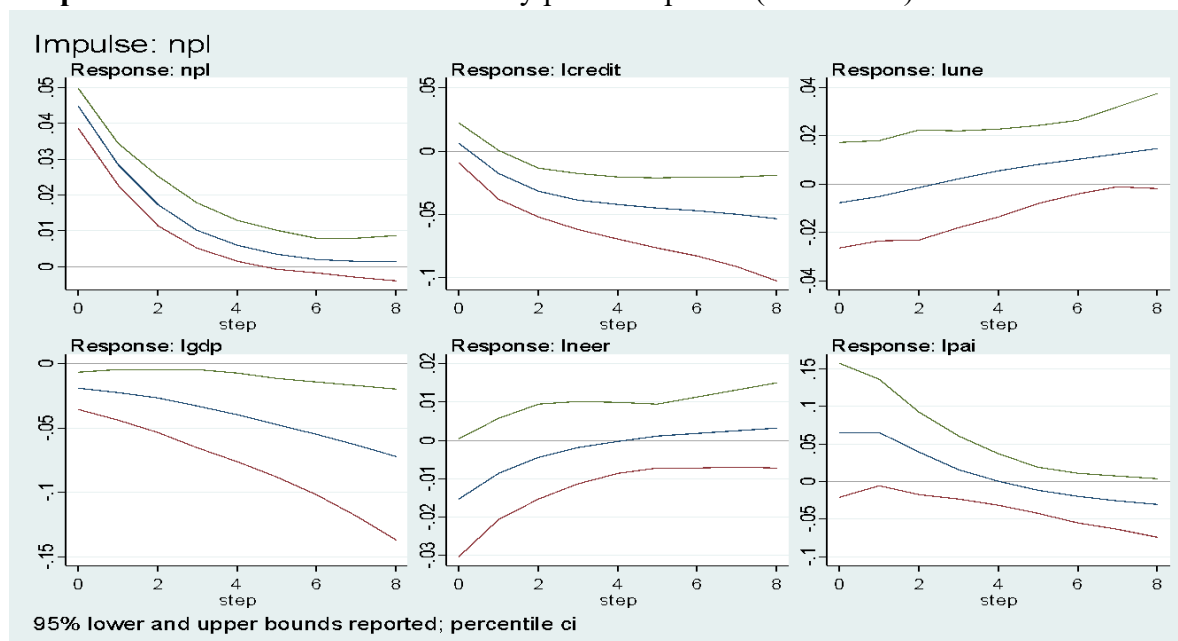 Impulse: npl
Response: npl
Response: lcredit
Response: lune
.05
.04
.03
.02
.01
0
0 2 4 6 8
step
.05
0
-.05
-.1
0 2 4 6 8
step
.04
.02
0
-.02
-.04
0 2 4 6 8
step
Response: lgdp
Response: lneer
Response: lpai
0
-.05
-.1
-.15
0 2 4 6 8
step
.02
.01
0
-.01
-.02
-.03
0 2 4 6 8
step
.15
.1
.05
0
-.05
-.1
0 2 4 6 8
step
95% lower and upper bounds reported; percentile ci